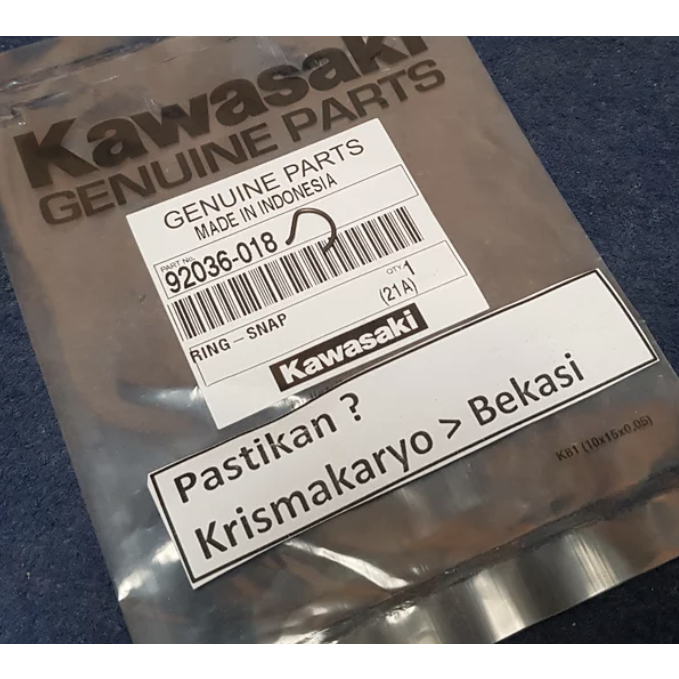 Kawasaki
GENUINE PARTS
GENUINE PARTS
MADE IN INDONESIA
PART No.
92036-018
QTY. 1
RING-SNAP
(21A)
Kawasaki
Pastikan ?
Krismakaryo > Bekasi
KB1 (10x15x0,05)